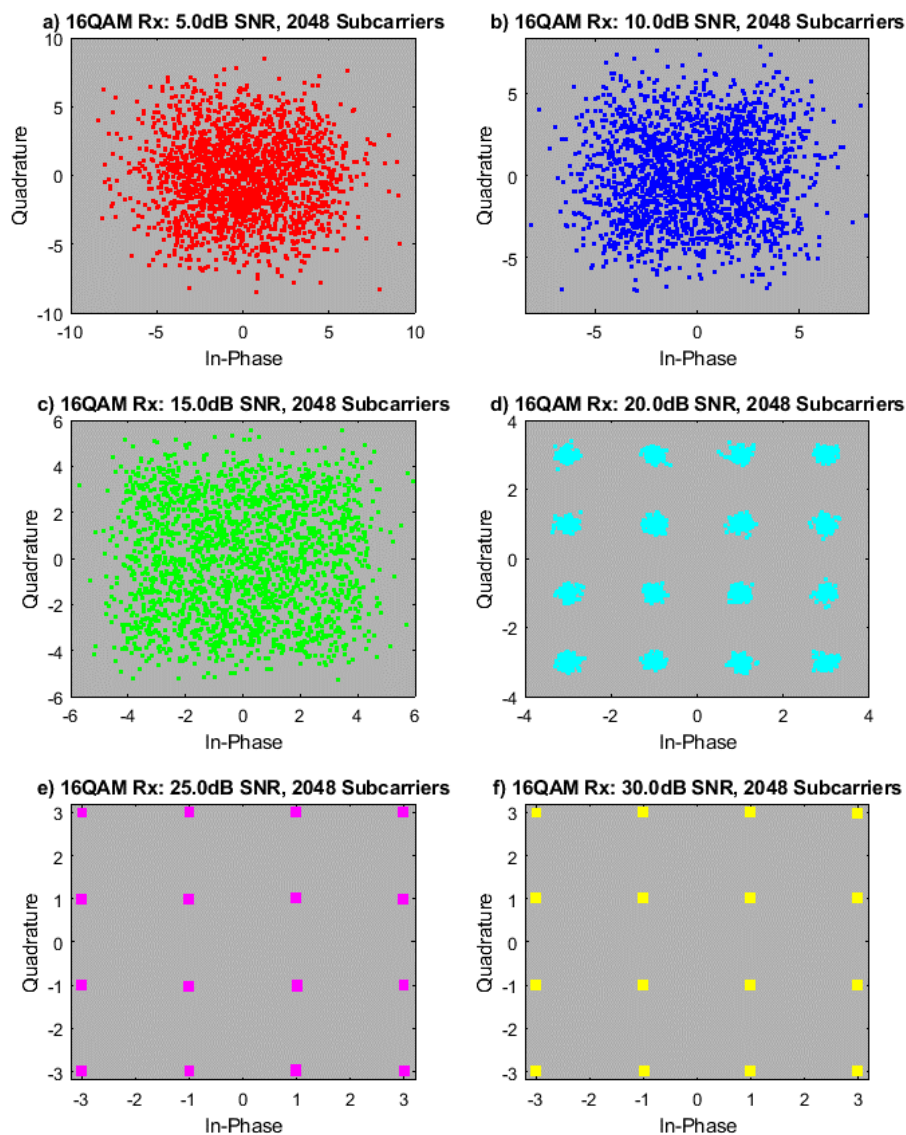 a) 16QAM Rx: 5.0dB SNR, 2048 Subcarriers
10
5
0
-5
-10
Quadrature
-10 -5 0 5 10
In-Phase
b) 16QAM Rx: 10.0dB SNR, 2048 Subcarriers
5
0
-5
Quadrature
-5 0 5
In-Phase
c) 16QAM Rx: 15.0dB SNR, 2048 Subcarriers
6
4
2
0
-2
-4
-6
Quadrature
-6 -4 -2 0 2 4 6
In-Phase
d) 16QAM Rx: 20.0dB SNR, 2048 Subcarriers
4
2
0
-2
-4
Quadrature
-4 -2 0 2 4
In-Phase
e) 16QAM Rx: 25.0dB SNR, 2048 Subcarriers
3
2
1
0
-1
-2
-3
Quadrature
-3 -2 -1 0 1 2 3
In-Phase
f) 16QAM Rx: 30.0dB SNR, 2048 Subcarriers
3
2
1
0
-1
-2
-3
Quadrature
-3 -2 -1 0 1 2 3
In-Phase